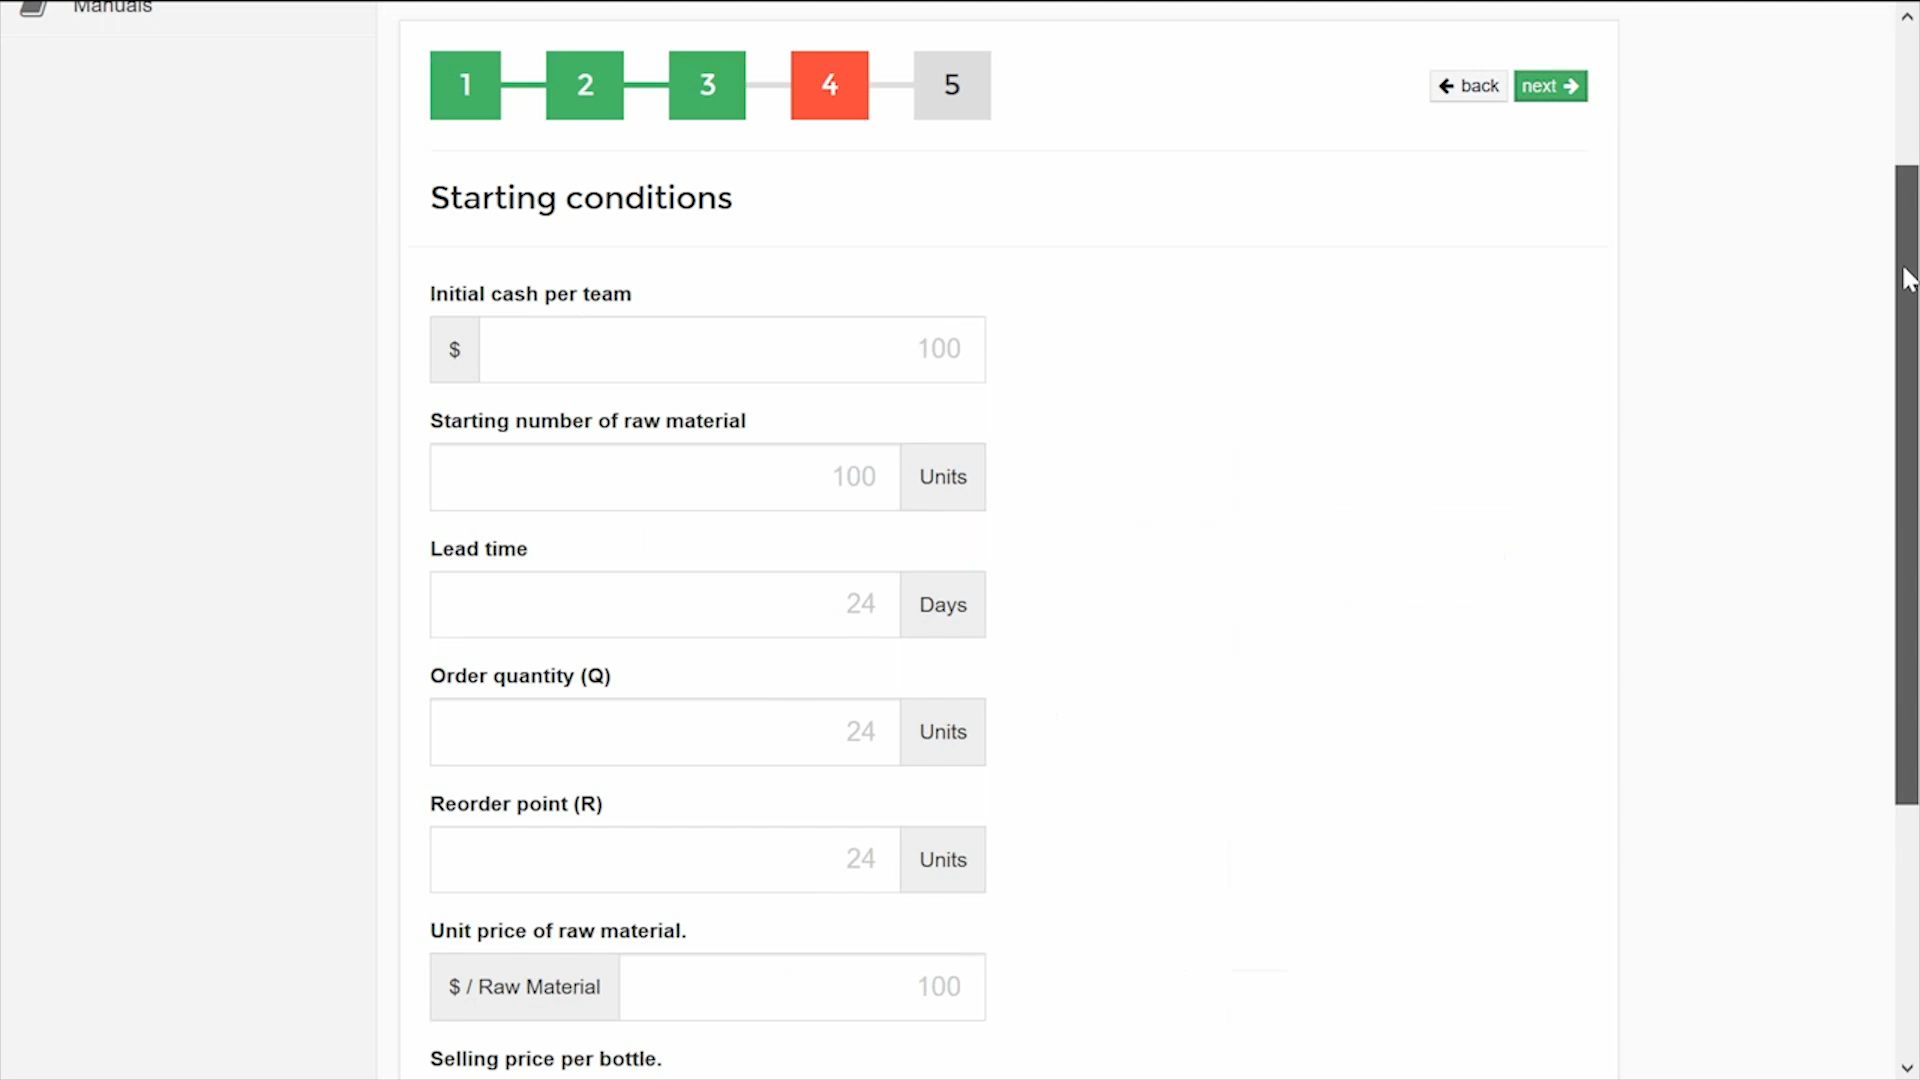 Manuals
1 2 3 4 5
back next
Starting conditions
Initial cash per team
$ 100
Starting number of raw material
100 Units
Lead time
24 Days
Order quantity (Q)
24 Units
Reorder point (R)
24 Units
Unit price of raw material.
$ / Raw Material 100
Selling price per bottle.